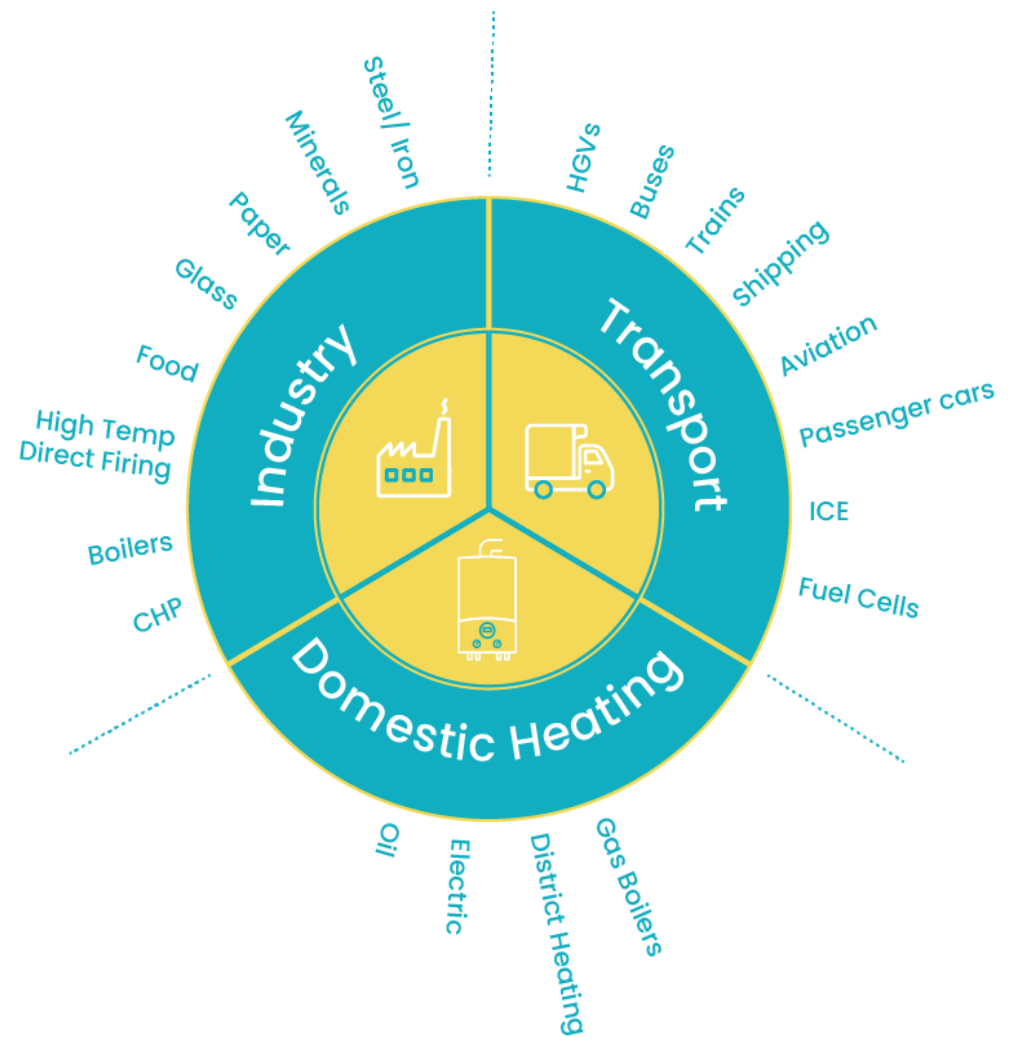 Industry
Steel/ Iron
Minerals
Paper
Glass
Food
High Temp
Direct Firing
Boilers
CHP
Transport
HGVs
Buses
Trains
Shipping
Aviation
Passenger cars
ICE
Fuel Cells
Domestic Heating
Oil
Electric
District Heating
Gas Boilers